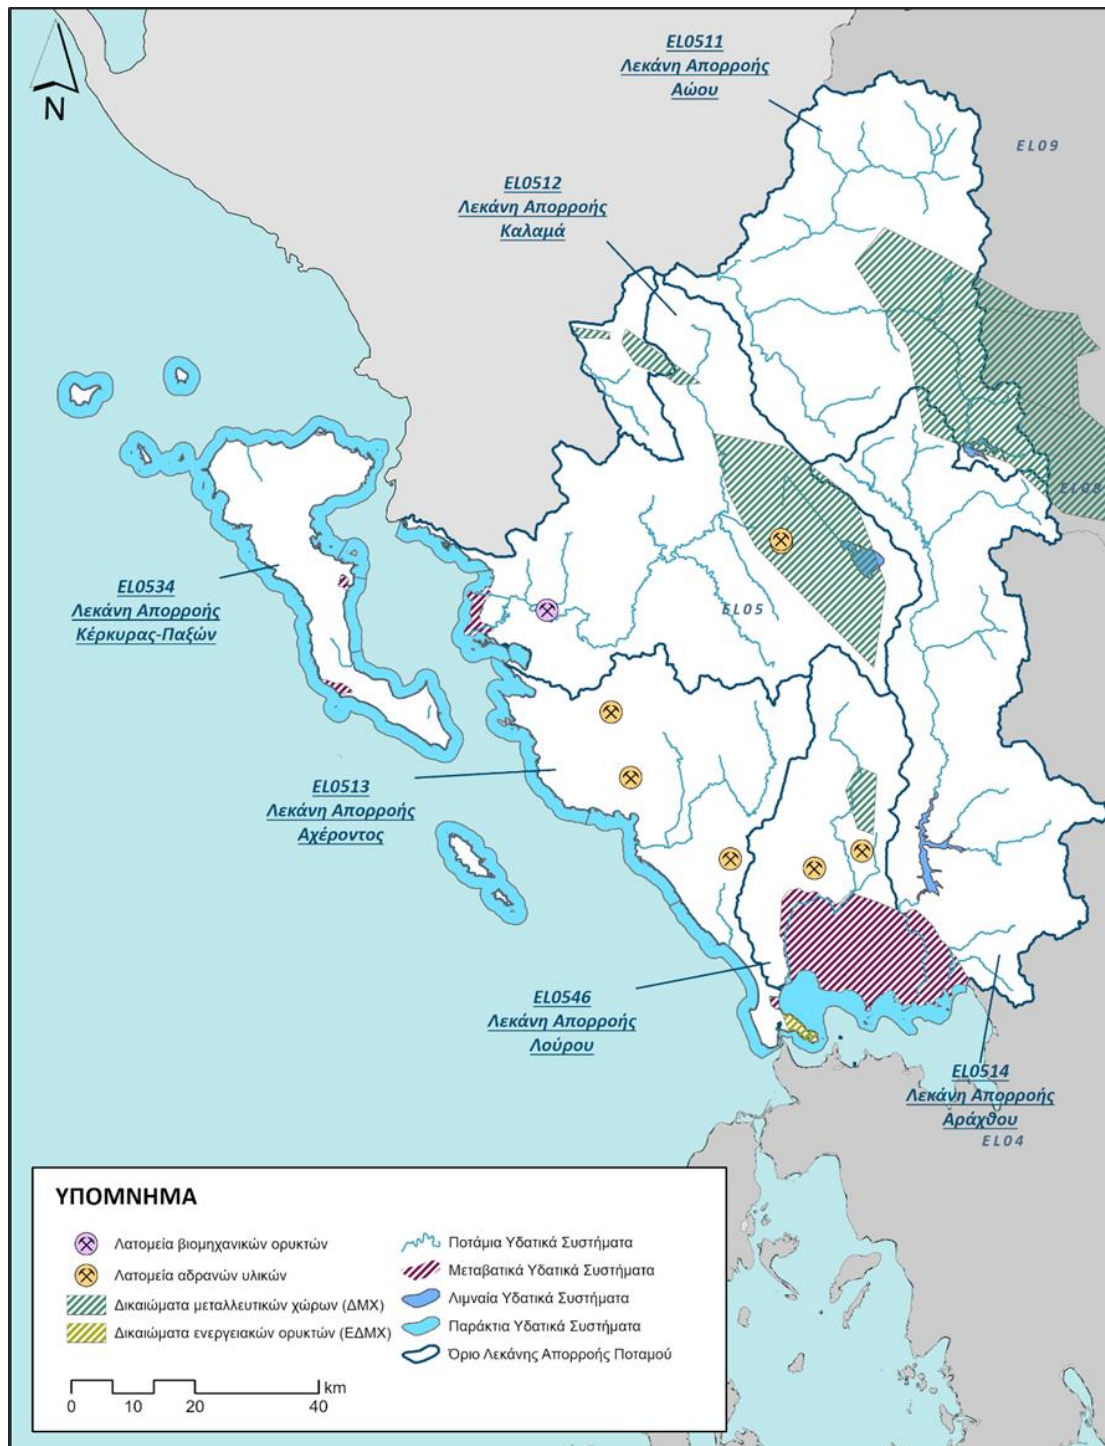 EL0511
Λεκάνη Απορροής
Αώου
N
EL09
EL0512
Λεκάνη Απορροής
Καλαμά
EL08
EL0534
Λεκάνη Απορροής
Κέρκυρας-Παξών
EL05
EL0513
Λεκάνη Απορροής
Αχέροντος
EL0546
Λεκάνη Απορροής
Λούρου
EL0514
Λεκάνη Απορροής
Αράχθου
EL04
ΥΠΟΜΝΗΜΑ
Λατομεία βιομηχανικών ορυκτών
Λατομεία αδρανών υλικών
Δικαιώματα μεταλλευτικών χώρων (ΔΜΧ)
Δικαιώματα ενεργειακών ορυκτών (ΕΔΜΧ)
Ποτάμια Υδατικά Συστήματα
Μεταβατικά Υδατικά Συστήματα
Λιμναία Υδατικά Συστήματα
Παράκτια Υδατικά Συστήματα
Όριο Λεκάνης Απορροής Ποταμού
km
0 10 20 40